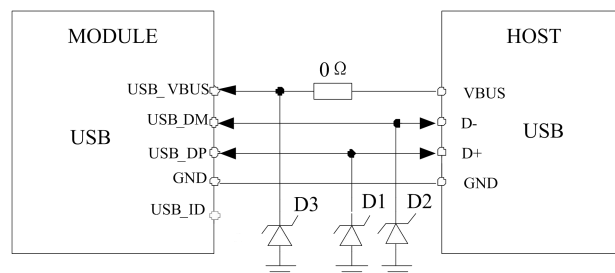 MODULE
HOST
0 Ω
USB_VBUS
VBUS
USB_DM
D-
USB
USB
USB_DP
D+
GND
GND
USB_ID
D3
D1
D2